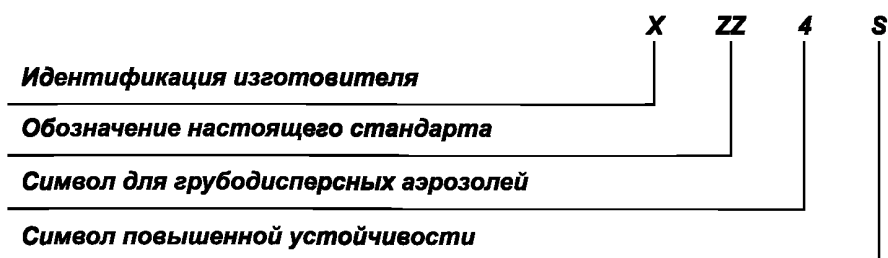 X ZZ 4 S
Идентификация изготовителя
Обозначение настоящего стандарта
Символ для грубодисперсных аэрозолей
Символ повышенной устойчивости